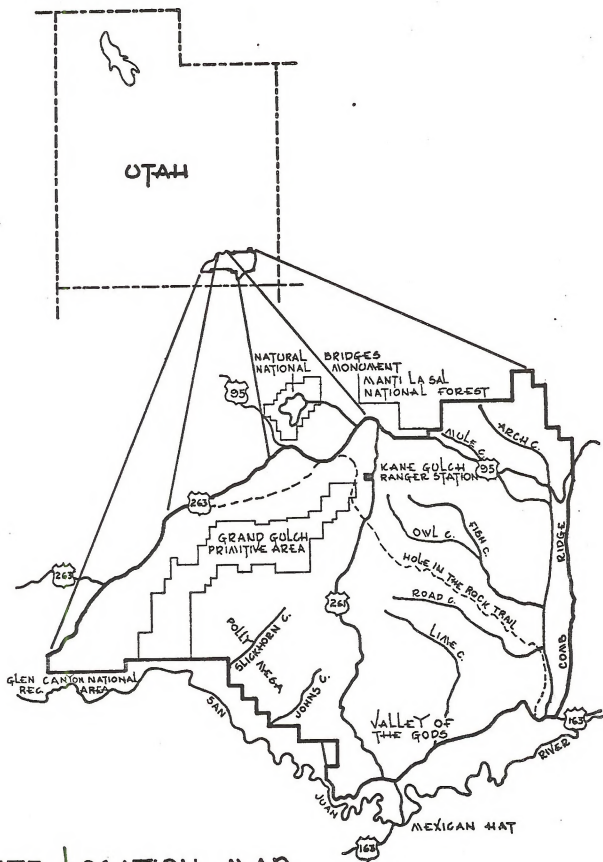 UTAH
NATURAL BRIDGES
NATIONAL MONUMENT
MANTI LA SAL
NATIONAL FOREST
95
ARCH C.
MULE C.
95
KANE GULCH
RANGER STATION
263
GRAND GULCH
PRIMITIVE AREA
OWL C.
FISH C.
RIDGE
263
HOLE IN THE ROCK TRAIL
261
ROAD C.
POLLY
SLICKHORN C.
MESA
LIME C.
COMB
GLEN CANYON NATIONAL
REC. AREA
JOHNS C.
SAN
VALLEY OF
THE GODS
163
RIVER
JUAN
MEXICAN HAT
163